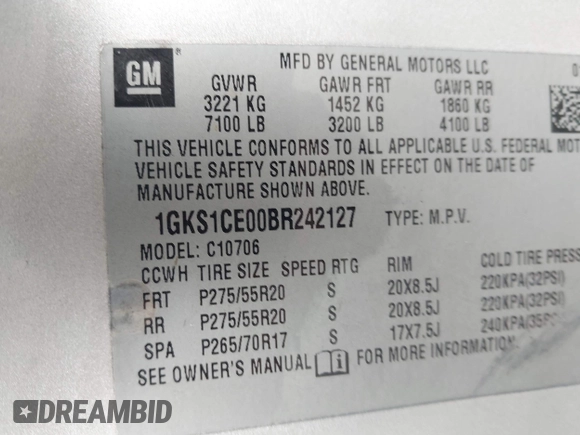 GM
MFD BY GENERAL MOTORS LLC 0
GVWR GAWR FRT GAWR RR
3221 KG 1452 KG 1860 KG
7100 LB 3200 LB 4100 LB
THIS VEHICLE CONFORMS TO ALL APPLICABLE U.S. FEDERAL MOT
VEHICLE SAFETY STANDARDS IN EFFECT ON THE DATE OF
MANUFACTURE SHOWN ABOVE.
1GKS1CE00BR242127 TYPE: M.P.V.
MODEL: C10706
CCWH TIRE SIZE SPEED RTG RIM COLD TIRE PRESS
FRT P275/55R20 S 20X8.5J 220KPA(32PSI)
RR P275/55R20 S 20X8.5J 220KPA(32PSI)
SPA P265/70R17 S 17X7.5J 240KPA(35PSI)
SEE OWNER'S MANUAL FOR MORE INFORMATION.
DREAMBID